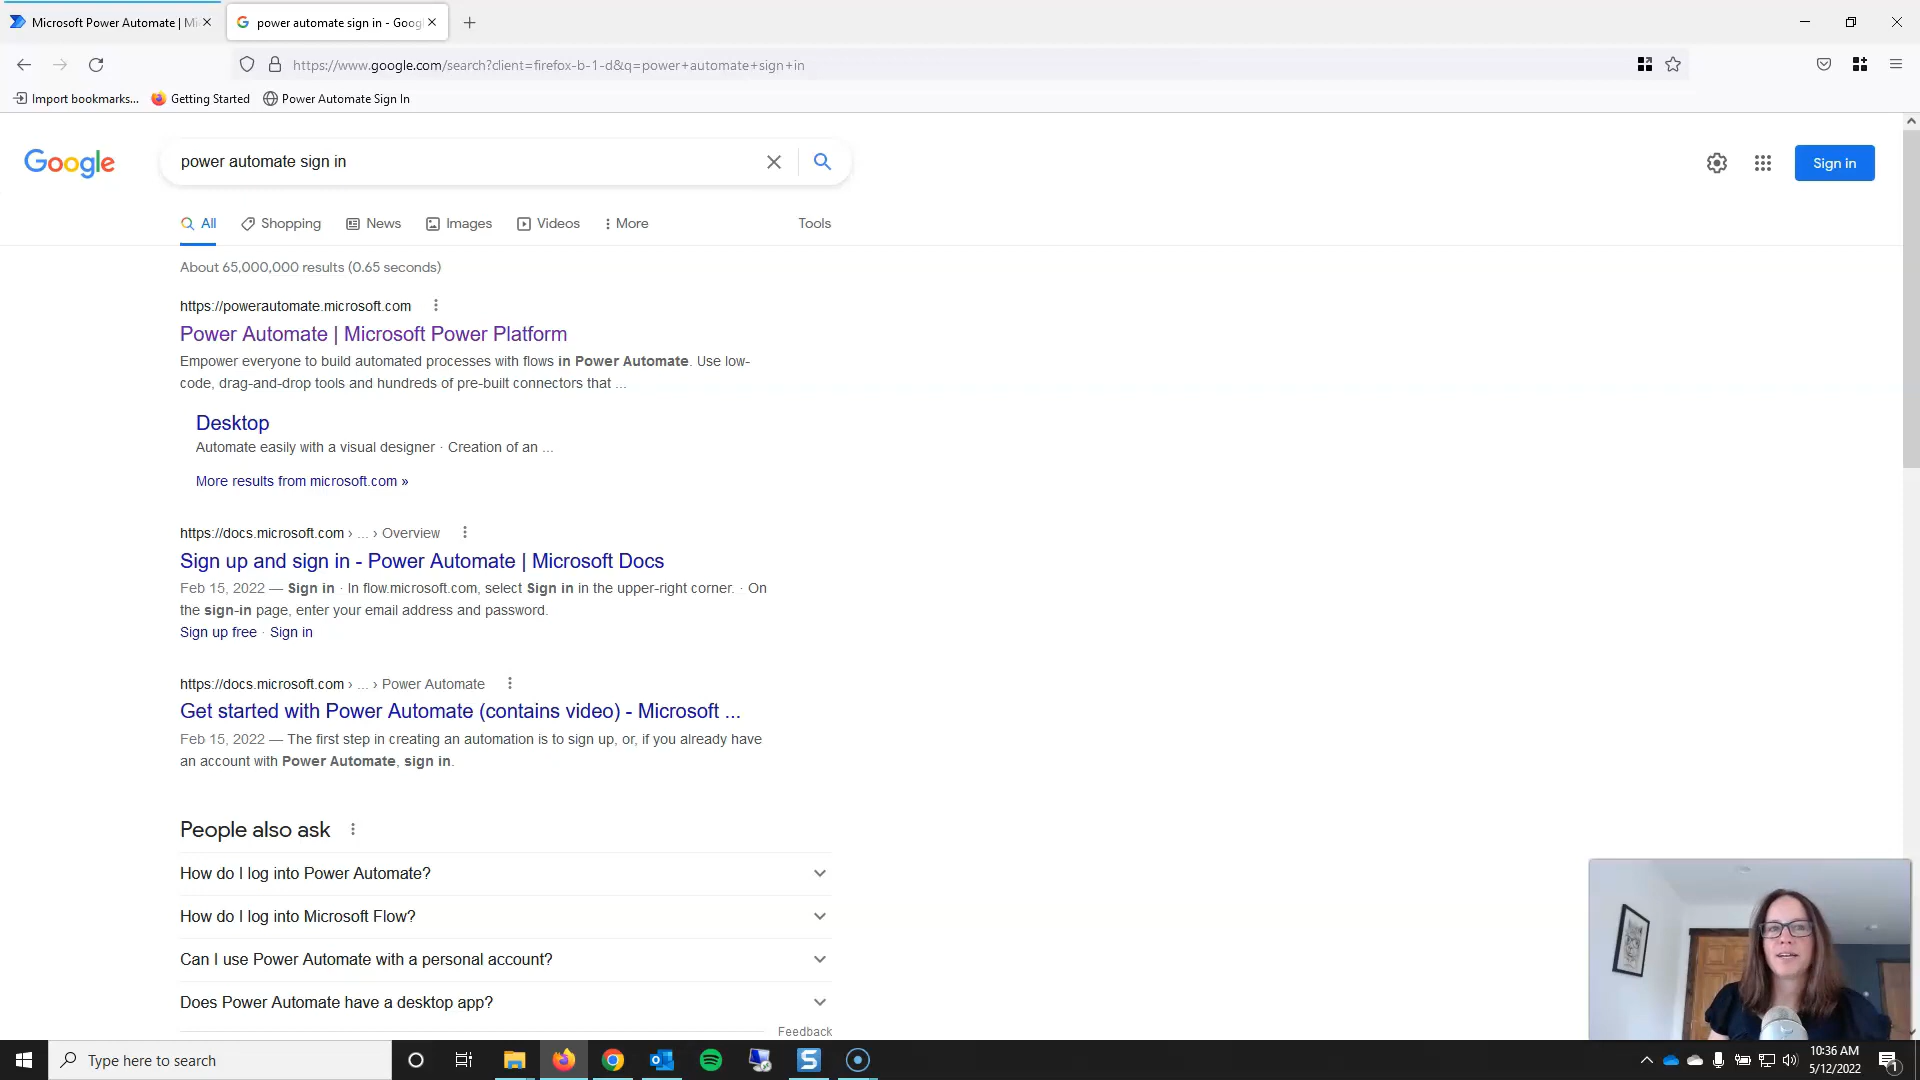 Microsoft Power Automate | Mi
power automate sign in - Goog
https://www.google.com/search?client=firefox-b-1-d&q=power+automate+sign+in
Import bookmarks...
Getting Started
Power Automate Sign In
Google
power automate sign in
Sign in
All
Shopping
News
Images
Videos
More
Tools
About 65,000,000 results (0.65 seconds)
https://powerautomate.microsoft.com
Power Automate | Microsoft Power Platform
Empower everyone to build automated processes with flows in Power Automate. Use low-
code, drag-and-drop tools and hundreds of pre-built connectors that ...
Desktop
Automate easily with a visual designer · Creation of an ...
More results from microsoft.com »
https://docs.microsoft.com › ... › Overview
Sign up and sign in - Power Automate | Microsoft Docs
Feb 15, 2022 — Sign in · In flow.microsoft.com, select Sign in in the upper-right corner. · On
the sign-in page, enter your email address and password.
Sign up free · Sign in
https://docs.microsoft.com › ... › Power Automate
Get started with Power Automate (contains video) - Microsoft ...
Feb 15, 2022 — The first step in creating an automation is to sign up, or, if you already have
an account with Power Automate, sign in.
People also ask
How do I log into Power Automate?
How do I log into Microsoft Flow?
Can I use Power Automate with a personal account?
Does Power Automate have a desktop app?
Feedback
Type here to search
10:36 AM
5/12/2022
1